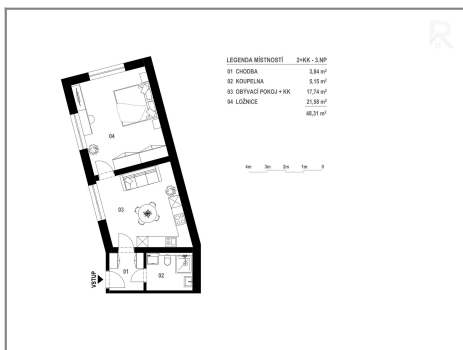 LEGENDA MÍSTNOSTÍ 2+KK - 3.NP
01 CHODBA 3,84 m²
02 KOUPELNA 5,15 m²
03 OBÝVACÍ POKOJ + KK 17,74 m²
04 LOŽNICE 21,58 m²
48,31 m²
4m 3m 2m 1m 0
04
03
01
02
VSTUP